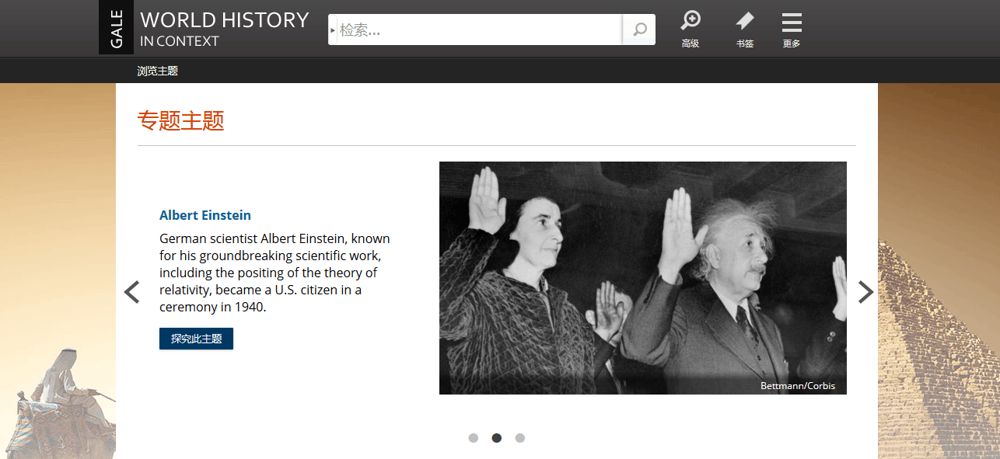 GALE
WORLD HISTORY
IN CONTEXT
检索...
高级
书签
更多
浏览主题
专题主题
Albert Einstein
German scientist Albert Einstein, known
for his groundbreaking scientific work,
including the positing of the theory of
relativity, became a U.S. citizen in a
ceremony in 1940.
探究此主题
Bettmann/Corbis